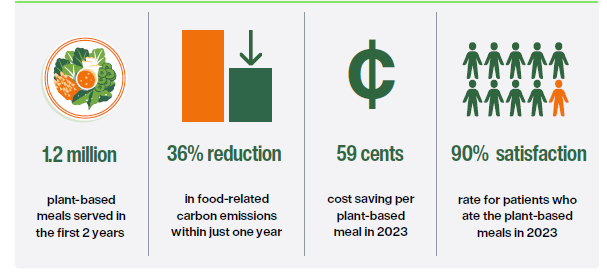 1.2 million
plant-based
meals served in
the first 2 years
36% reduction
in food-related
carbon emissions
within just one year
¢
59 cents
cost saving per
plant-based
meal in 2023
90% satisfaction
rate for patients who
ate the plant-based
meals in 2023